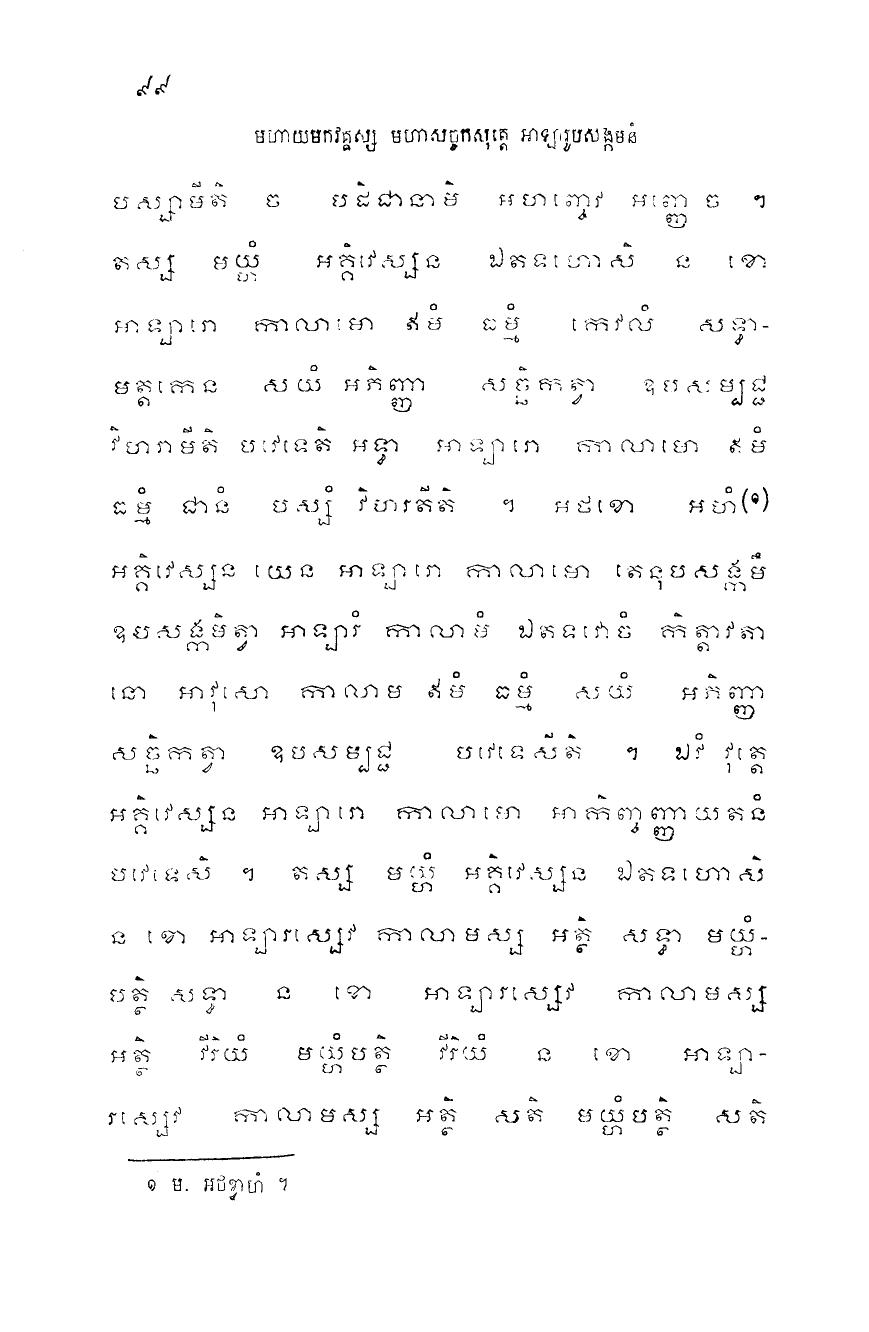 ៩៩
មហាយមកវគ្គស្ស មហាសច្ចកសុត្តេ អាឡារូបសង្កមនំ
បស្សាមីតិ ច បដិជានាមិ អហញ្ចេវ អញ្ញេ ច ។
តស្ស មយ្ហំ អគ្គិវេស្សន ឯតទហោសិ ន ខោ
អាឡារោ កាលាមោ ឥមំ ធម្មំ កេវលំ សទ្ធា-
មត្តកេន សយំ អភិញ្ញា សច្ឆិកត្វា ឧបសម្បជ្ជ
វិហរាមីតិ បវេទេតិ អទ្ធា អាឡារោ កាលាមោ ឥមំ
ធម្មំ ជានំ បស្សំ វិហរតីតិ ។ អថខោ អហំ(១)
អគ្គិវេស្សន យេន អាឡារោ កាលាមោ តេនុបសង្កមឹ
ឧបសង្កមិត្វា អាឡារំ កាលាមំ ឯតទវោចំ កិត្តាវតា
នោ អាវុសោ កាលាម ឥមំ ធម្មំ សយំ អភិញ្ញា
សច្ឆិកត្វា ឧបសម្បជ្ជ បវេទេសីតិ ។ ឯវំ វុត្តេ
អគ្គិវេស្សន អាឡារោ កាលាមោ អាកិញ្ចញ្ញាយតនំ
បវេទេសិ ។ តស្ស មយ្ហំ អគ្គិវេស្សន ឯតទហោសិ
ន ខោ អាឡារស្សេវ កាលាមស្ស អត្ថិ សទ្ធា មយ្ហំ-
បត្ថិ សទ្ធា ន ខោ អាឡារស្សេវ កាលាមស្ស
អត្ថិ វីរិយំ មយ្ហំបត្ថិ វីរិយំ ន ខោ អាឡា-
រស្សេវ កាលាមស្ស អត្ថិ សតិ មយ្ហំបត្ថិ សតិ
១ ម. អថខ្វាហំ ។